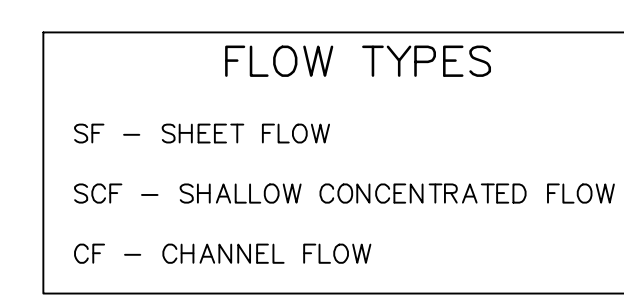 FLOW TYPES
SF – SHEET FLOW
SCF – SHALLOW CONCENTRATED FLOW
CF – CHANNEL FLOW